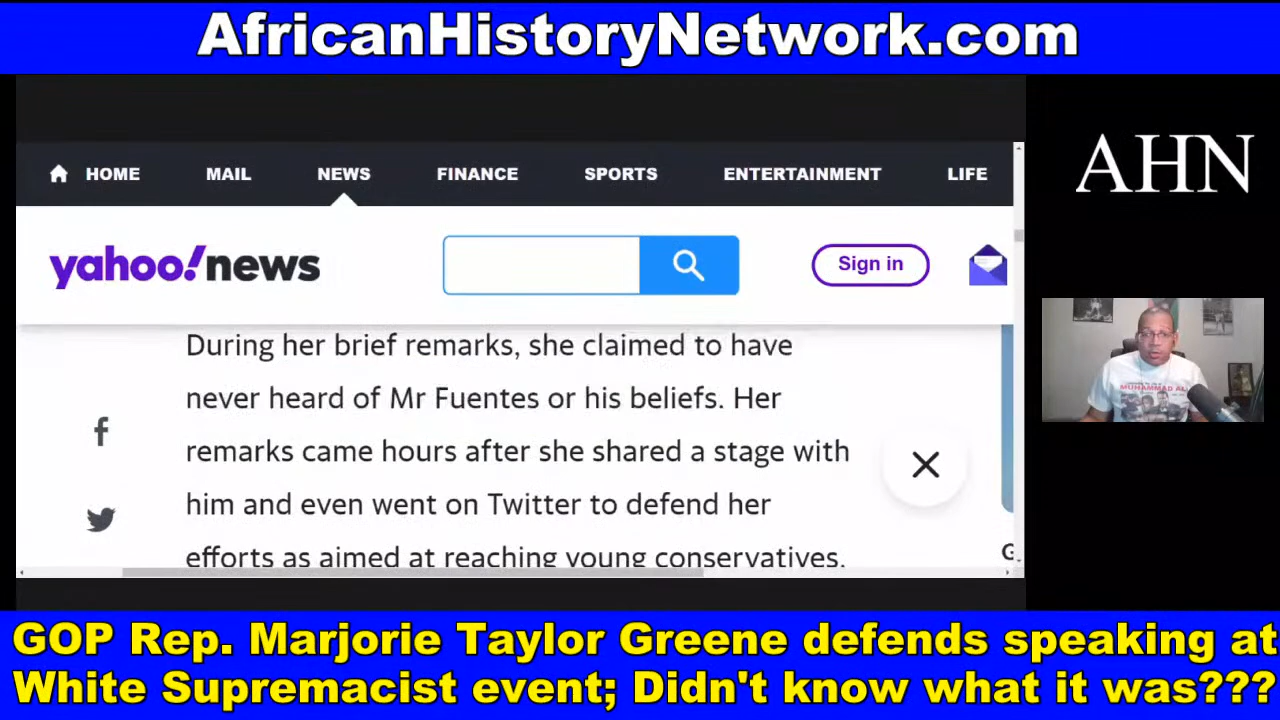 AfricanHistoryNetwork.com
AHN
HOME MAIL NEWS FINANCE SPORTS ENTERTAINMENT LIFE
yahoo!news
Sign in
During her brief remarks, she claimed to have
never heard of Mr Fuentes or his beliefs. Her
remarks came hours after she shared a stage with
him and even went on Twitter to defend her
efforts as aimed at reaching young conservatives.
G
MUHAMMAD ALI
GOP Rep. Marjorie Taylor Greene defends speaking at
White Supremacist event; Didn't know what it was???